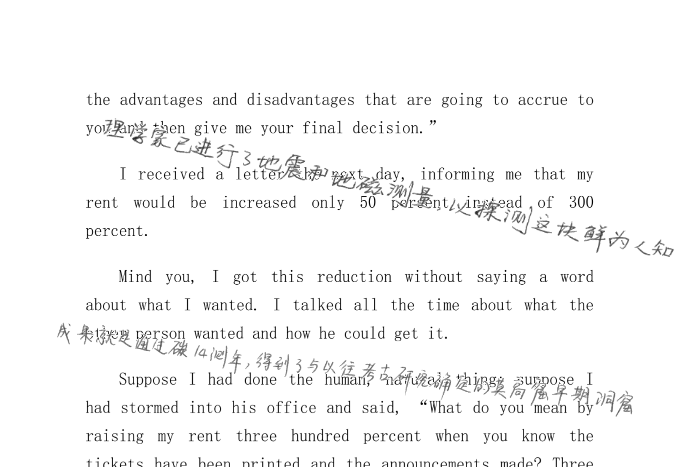 the advantages and disadvantages that are going to accrue to
you and then give me your final decision.”
理学家已进行了地震和地磁测量,以探测这块鲜为人知
I received a letter the next day, informing me that my
rent would be increased only 50 percent instead of 300
percent.
Mind you, I got this reduction without saying a word
about what I wanted. I talked all the time about what the
other person wanted and how he could get it.
成果就是通过碳14测年,得到了与以往考古研究确定的莫高窟早期洞窟
Suppose I had done the human, natural thing; suppose I
had stormed into his office and said, “What do you mean by
raising my rent three hundred percent when you know the
tickets have been printed and the announcements made? Three